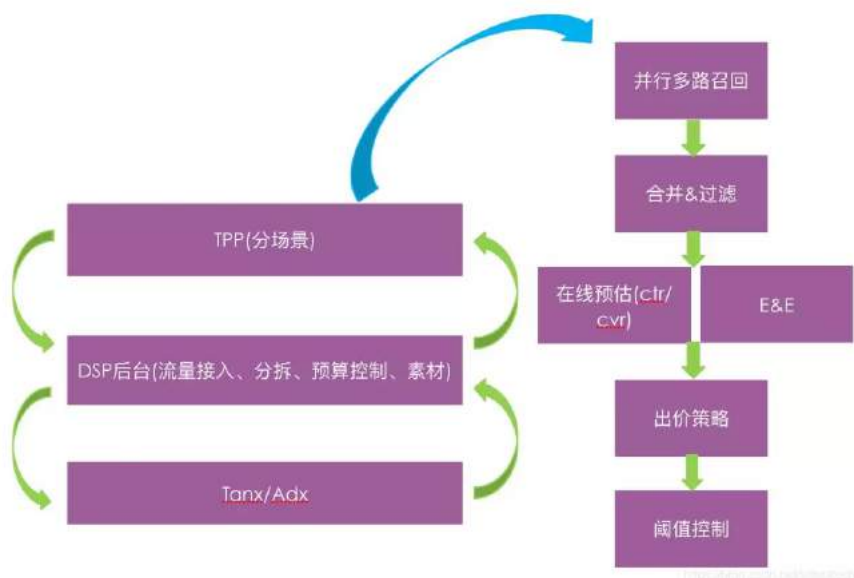 并行多路召回
合并&过滤
TPP(分场景)
在线预估(ctr/
cvr)
E&E
DSP后台(流量接入、分拆、预算控制、素材)
出价策略
Tanx/Adx
阈值控制